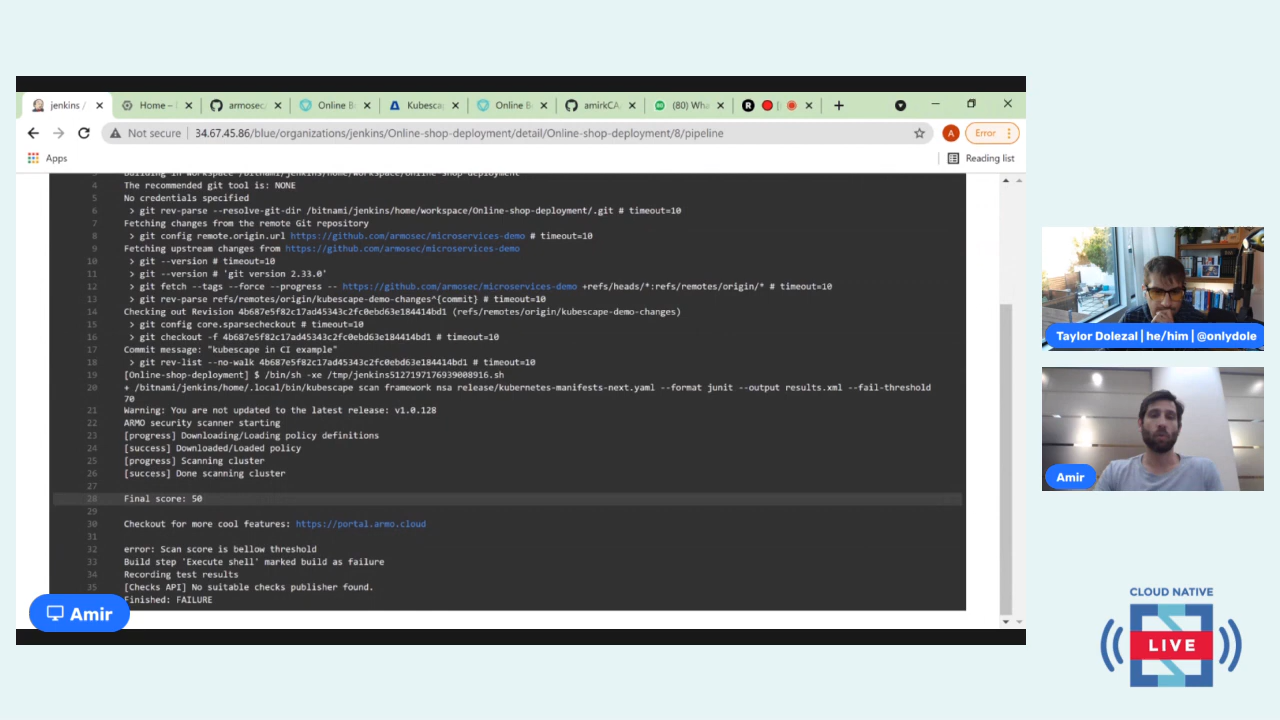 jenkins /
Home –
armosec
Online B
Kubesca
Online B
amirkCA
(80) Wha
R
Not secure
34.67.45.86/blue/organizations/jenkins/Online-shop-deployment/detail/Online-shop-deployment/8/pipeline
A
Error
Apps
Reading list
3 Building in workspace /bitnami/jenkins/home/workspace/Online-shop-deployment
4 The recommended git tool is: NONE
5 No credentials specified
6 > git rev-parse --resolve-git-dir /bitnami/jenkins/home/workspace/Online-shop-deployment/.git # timeout=10
7 Fetching changes from the remote Git repository
8 > git config remote.origin.url https://github.com/armosec/microservices-demo # timeout=10
9 Fetching upstream changes from https://github.com/armosec/microservices-demo
10 > git --version # timeout=10
11 > git --version # 'git version 2.33.0'
12 > git fetch --tags --force --progress -- https://github.com/armosec/microservices-demo +refs/heads/*:refs/remotes/origin/* # timeout=10
13 > git rev-parse refs/remotes/origin/kubescape-demo-changes^{commit} # timeout=10
14 Checking out Revision 4b687e5f82c17ad45343c2fc0ebd63e184414bd1 (refs/remotes/origin/kubescape-demo-changes)
15 > git config core.sparsecheckout # timeout=10
16 > git checkout -f 4b687e5f82c17ad45343c2fc0ebd63e184414bd1 # timeout=10
17 Commit message: "kubescape in CI example"
18 > git rev-list --no-walk 4b687e5f82c17ad45343c2fc0ebd63e184414bd1 # timeout=10
19 [Online-shop-deployment] $ /bin/sh -xe /tmp/jenkins5127197176939008916.sh
20 + /bitnami/jenkins/home/.local/bin/kubescape scan framework nsa release/kubernetes-manifests-next.yaml --format junit --output results.xml --fail-threshold
70
21 Warning: You are not updated to the latest release: v1.0.128
22 ARMO security scanner starting
23 [progress] Downloading/Loading policy definitions
24 [success] Downloaded/Loaded policy
25 [progress] Scanning cluster
26 [success] Done scanning cluster
27
28 Final score: 50
29
30 Checkout for more cool features: https://portal.armo.cloud
31
32 error: Scan score is bellow threshold
33 Build step 'Execute shell' marked build as failure
34 Recording test results
35 [Checks API] No suitable checks publisher found.
Finished: FAILURE
Amir
Taylor Dolezal | he/him | @onlydole
Amir
CLOUD NATIVE
LIVE